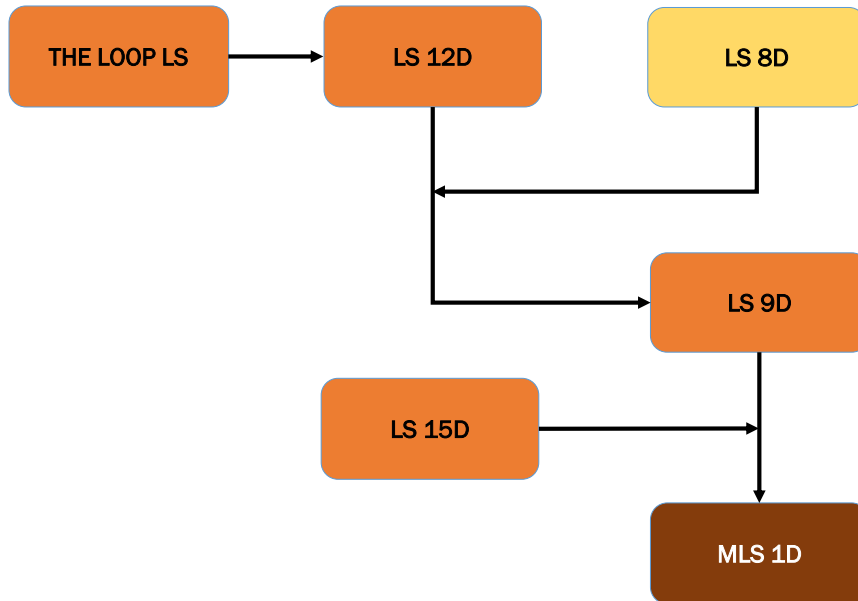 THE LOOP LS
LS 12D
LS 8D
LS 9D
LS 15D
MLS 1D